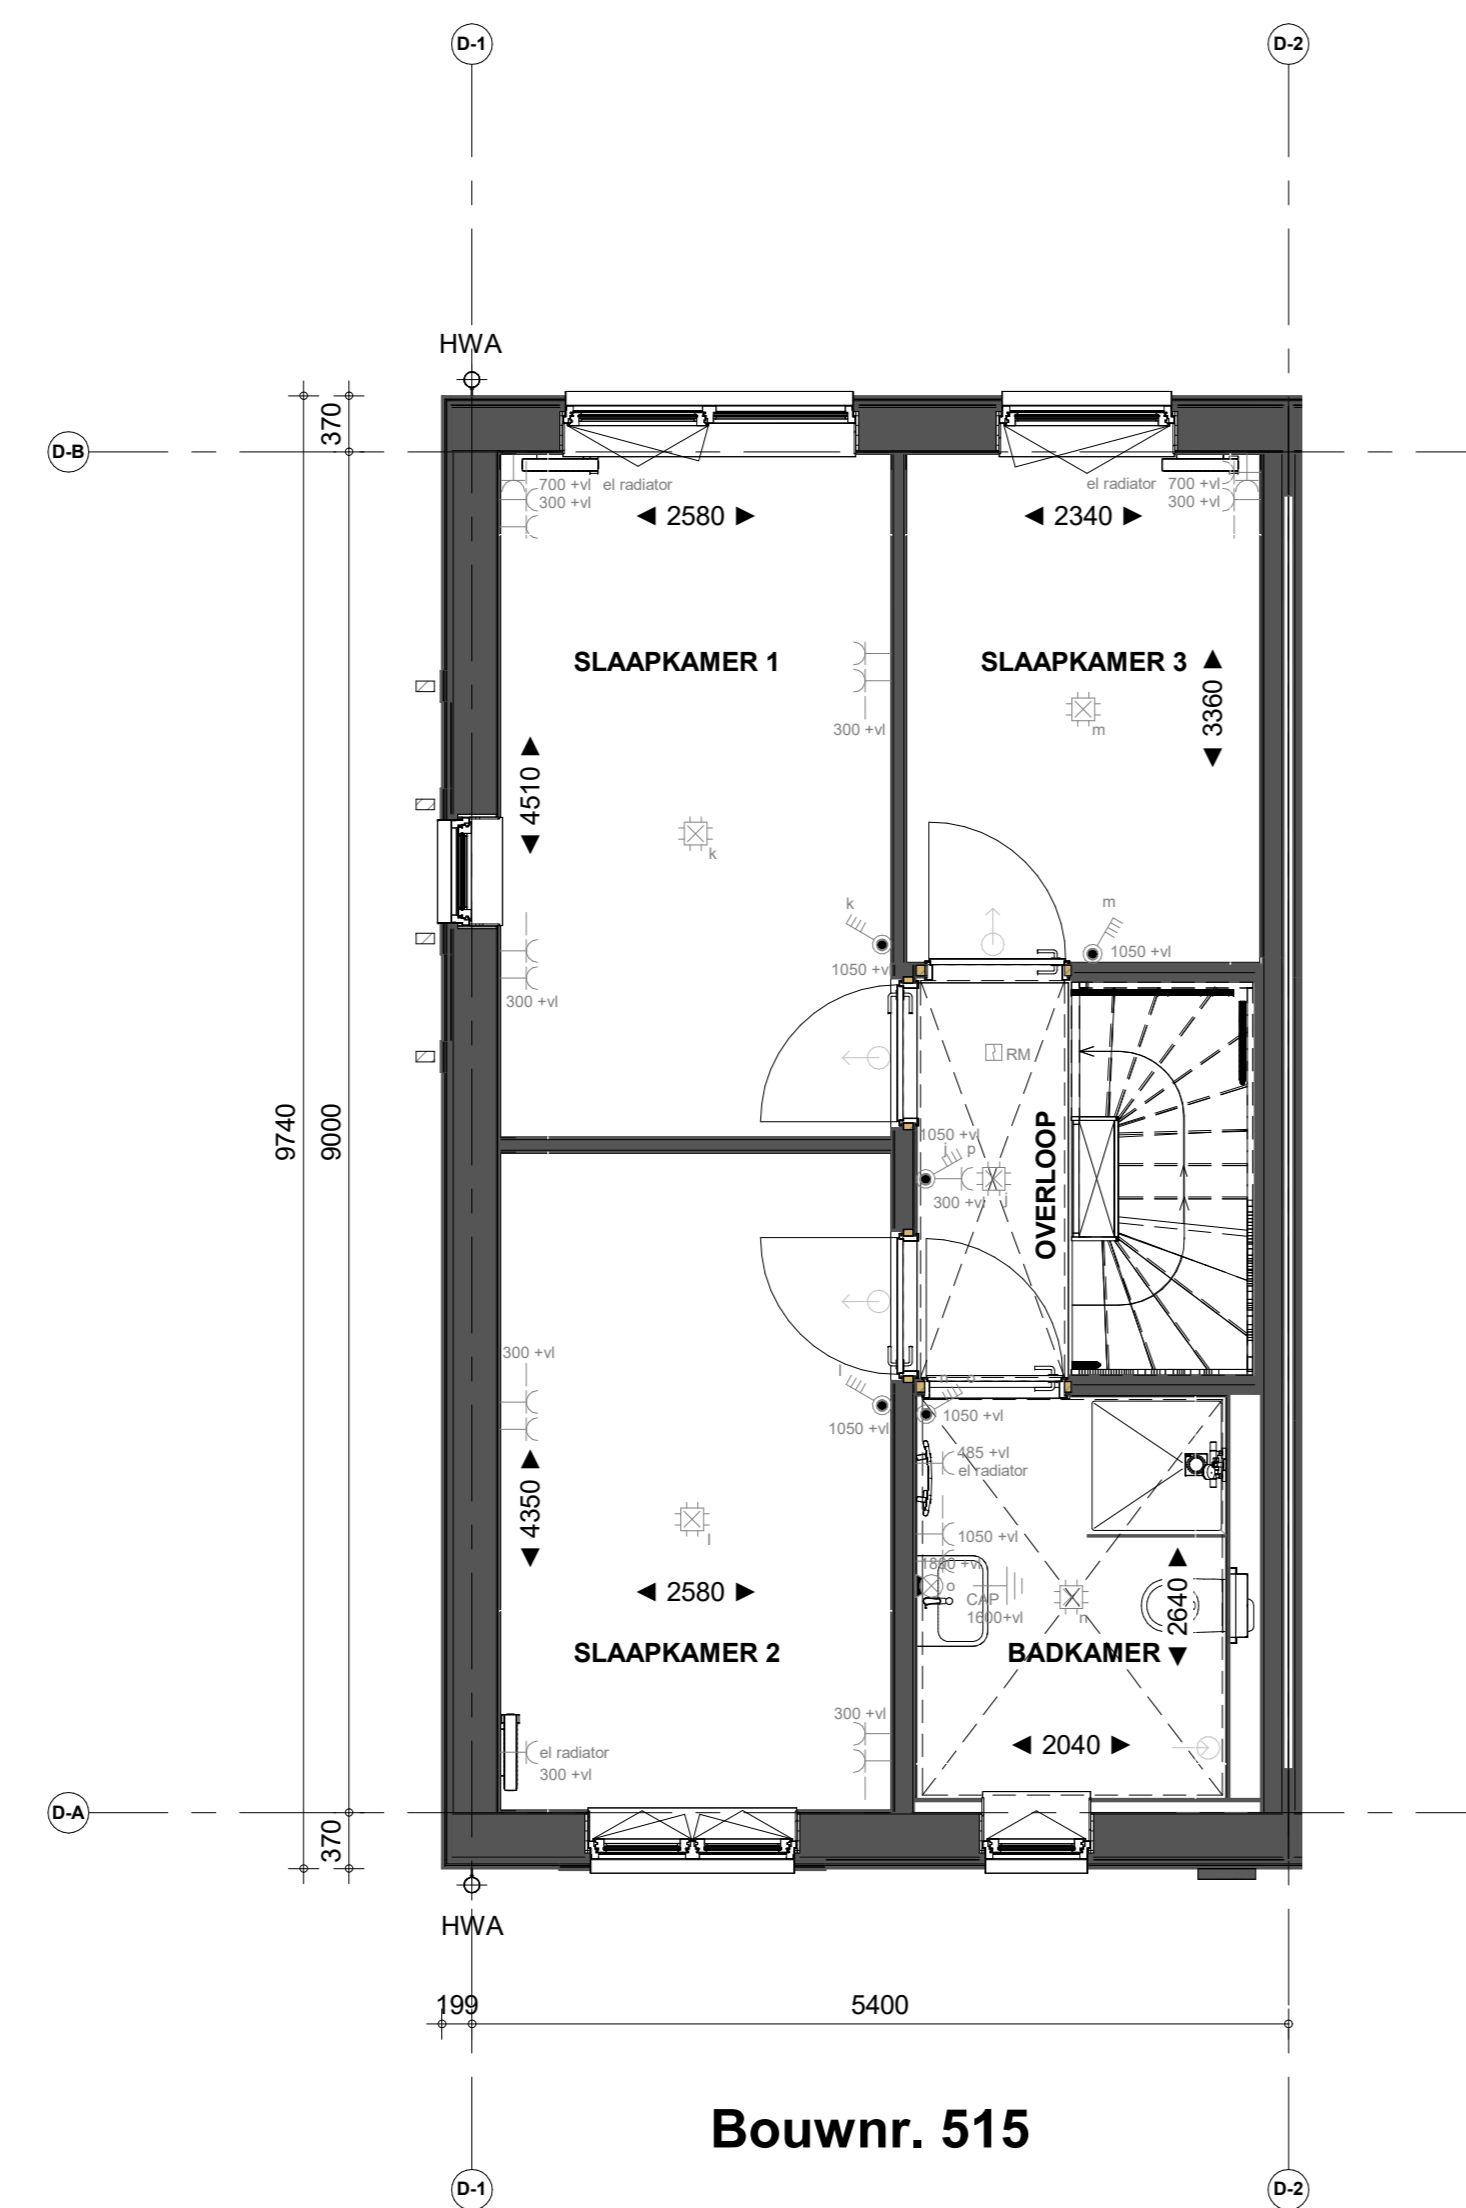 D-1
D-2
HWA
370
D-B
700 +vl
el radiator
300 +vl
2580
el radiator
700 +vl
300 +vl
2340
SLAAPKAMER 1
SLAAPKAMER 3
3360
m
300 +vl
4510
k
k
1050 +vl
m
1050 +vl
300 +vl
RM
9740
9000
OVERLOOP
1050 +vl
j
p
300 +vl
j
300 +vl
l
1050 +vl
1050 +vl
485 +vl
el radiator
4350
l
1050 +vl
o
CAP
1600+vl
n
2640
2580
SLAAPKAMER 2
BADKAMER
300 +vl
2040
el radiator
300 +vl
D-A
370
HWA
199
5400
Bouwnr. 515
D-1
D-2